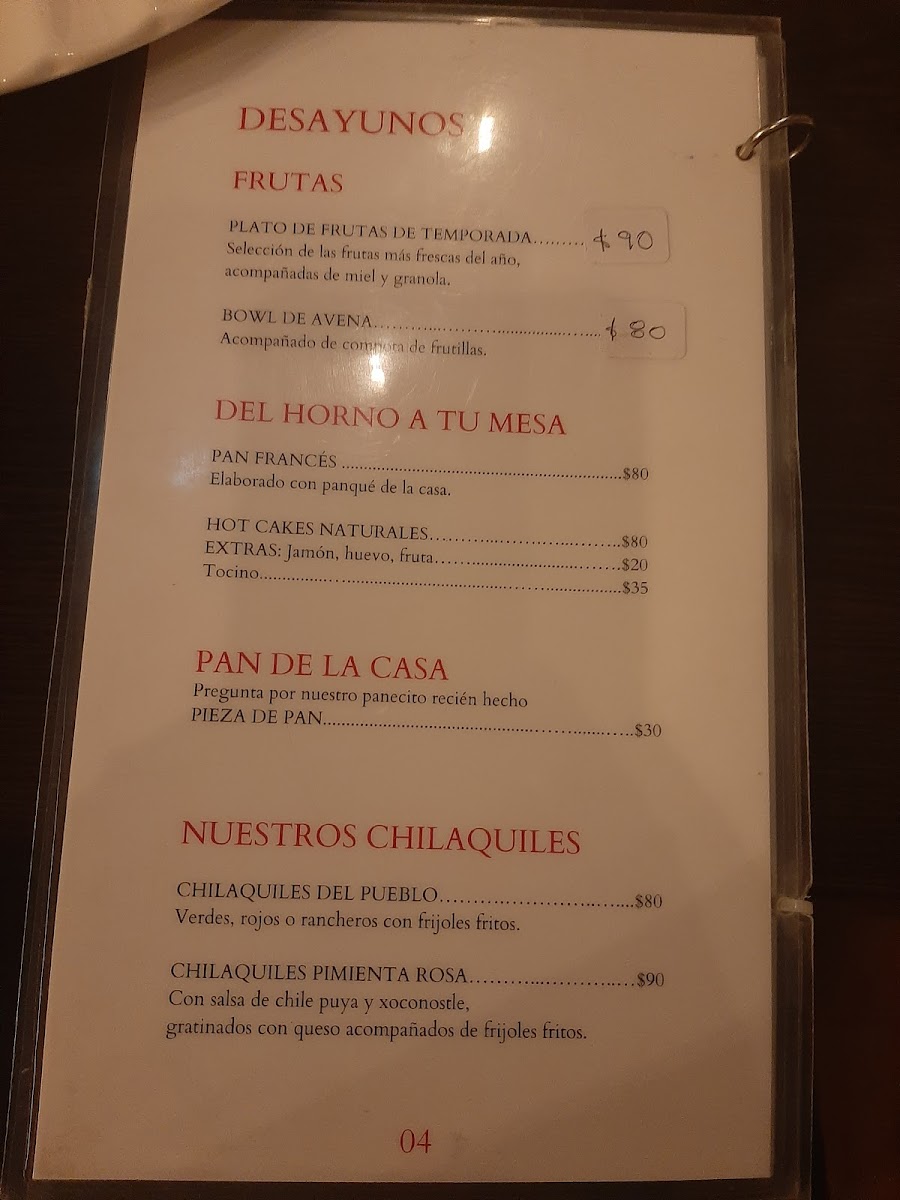 DESAYUNOS
FRUTAS
PLATO DE FRUTAS DE TEMPORADA......... $90
Selección de las frutas más frescas del año,
acompañadas de miel y granola.
BOWL DE AVENA............................................. $80
Acompañado de compota de frutillas.
DEL HORNO A TU MESA
PAN FRANCÉS ............................................................$80
Elaborado con panqué de la casa.
HOT CAKES NATURALES....................................$80
EXTRAS: Jamón, huevo, fruta.......................................$20
Tocino...........................................................................$35
PAN DE LA CASA
Pregunta por nuestro panecito recién hecho
PIEZA DE PAN............................................................$30
NUESTROS CHILAQUILES
CHILAQUILES DEL PUEBLO....................................$80
Verdes, rojos o rancheros con frijoles fritos.
CHILAQUILES PIMIENTA ROSA...........................$90
Con salsa de chile puya y xoconostle,
gratinados con queso acompañados de frijoles fritos.
04